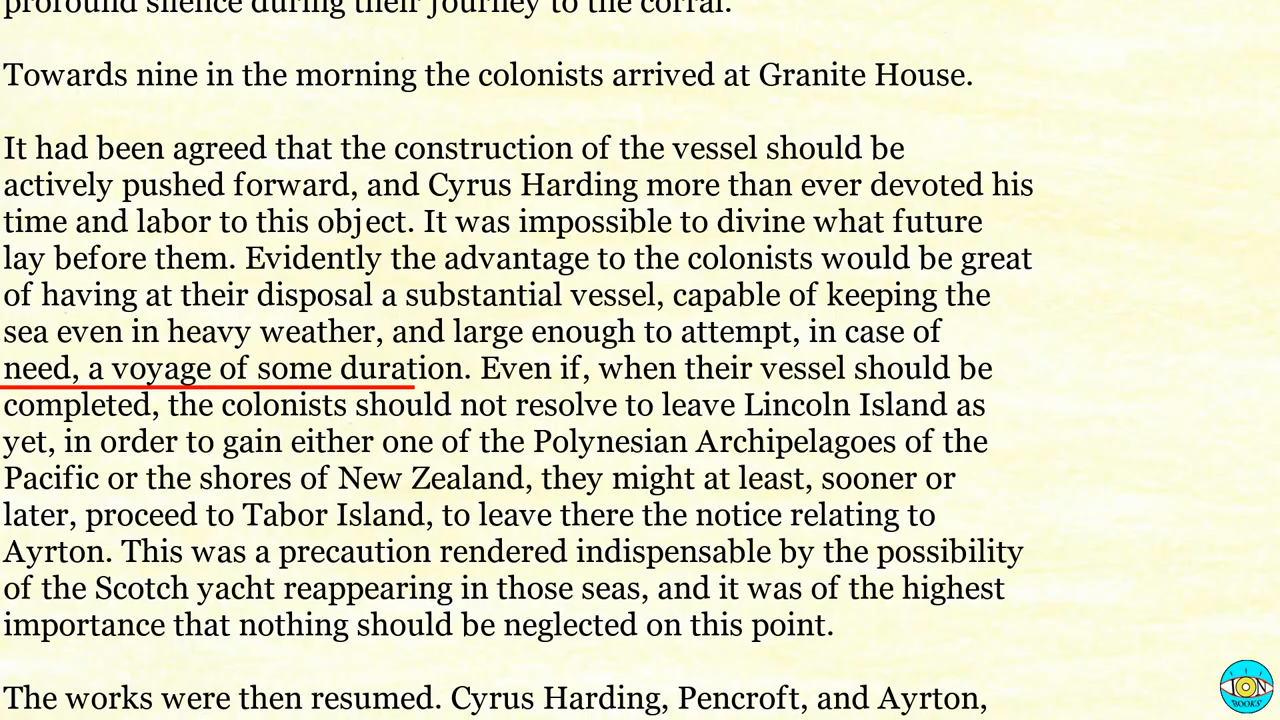 profound silence during their journey to the corral.
Towards nine in the morning the colonists arrived at Granite House.
It had been agreed that the construction of the vessel should be
actively pushed forward, and Cyrus Harding more than ever devoted his
time and labor to this object. It was impossible to divine what future
lay before them. Evidently the advantage to the colonists would be great
of having at their disposal a substantial vessel, capable of keeping the
sea even in heavy weather, and large enough to attempt, in case of
need, a voyage of some duration. Even if, when their vessel should be
completed, the colonists should not resolve to leave Lincoln Island as
yet, in order to gain either one of the Polynesian Archipelagoes of the
Pacific or the shores of New Zealand, they might at least, sooner or
later, proceed to Tabor Island, to leave there the notice relating to
Ayrton. This was a precaution rendered indispensable by the possibility
of the Scotch yacht reappearing in those seas, and it was of the highest
importance that nothing should be neglected on this point.
The works were then resumed. Cyrus Harding, Pencroft, and Ayrton,
ION
BOOKS